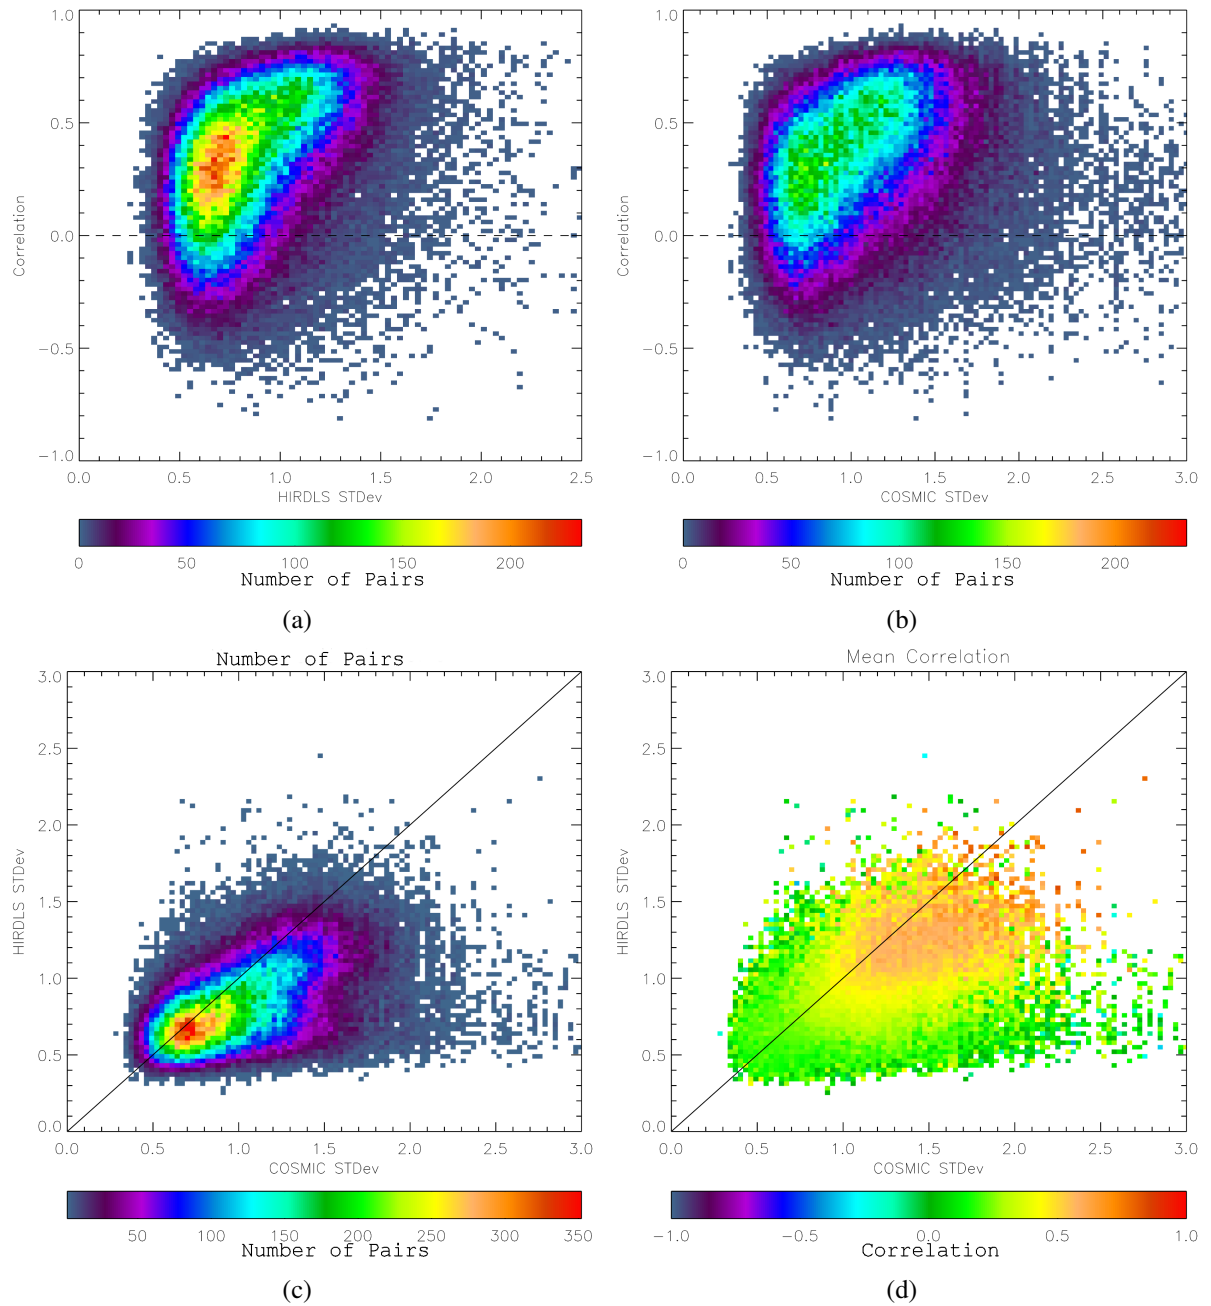 1.0
0.5
0.0
−0.5
−1.0
Correlation
0.0 0.5 1.0 1.5 2.0 2.5
HIRDLS STDev
0 50 100 150 200
Number of Pairs
(a)
1.0
0.5
0.0
−0.5
−1.0
Correlation
0.0 0.5 1.0 1.5 2.0 2.5 3.0
COSMIC STDev
0 50 100 150 200
Number of Pairs
(b)
Number of Pairs
3.0
2.5
2.0
1.5
1.0
0.5
0.0
HIRDLS STDev
0.0 0.5 1.0 1.5 2.0 2.5 3.0
COSMIC STDev
50 100 150 200 250 300 350
Number of Pairs
(c)
Mean Correlation
3.0
2.5
2.0
1.5
1.0
0.5
0.0
HIRDLS STDev
0.0 0.5 1.0 1.5 2.0 2.5 3.0
COSMIC STDev
−1.0 −0.5 0.0 0.5 1.0
Correlation
(d)